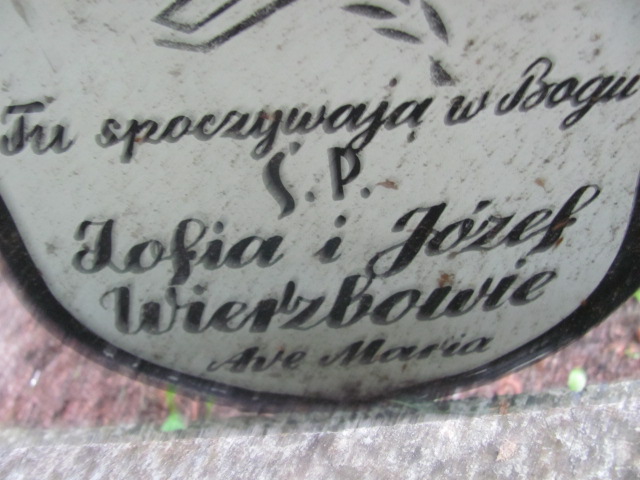 Tu spoczywają w Bogu
Ś.P.
Zofia i Józef
Wierzbowie
Ave Maria